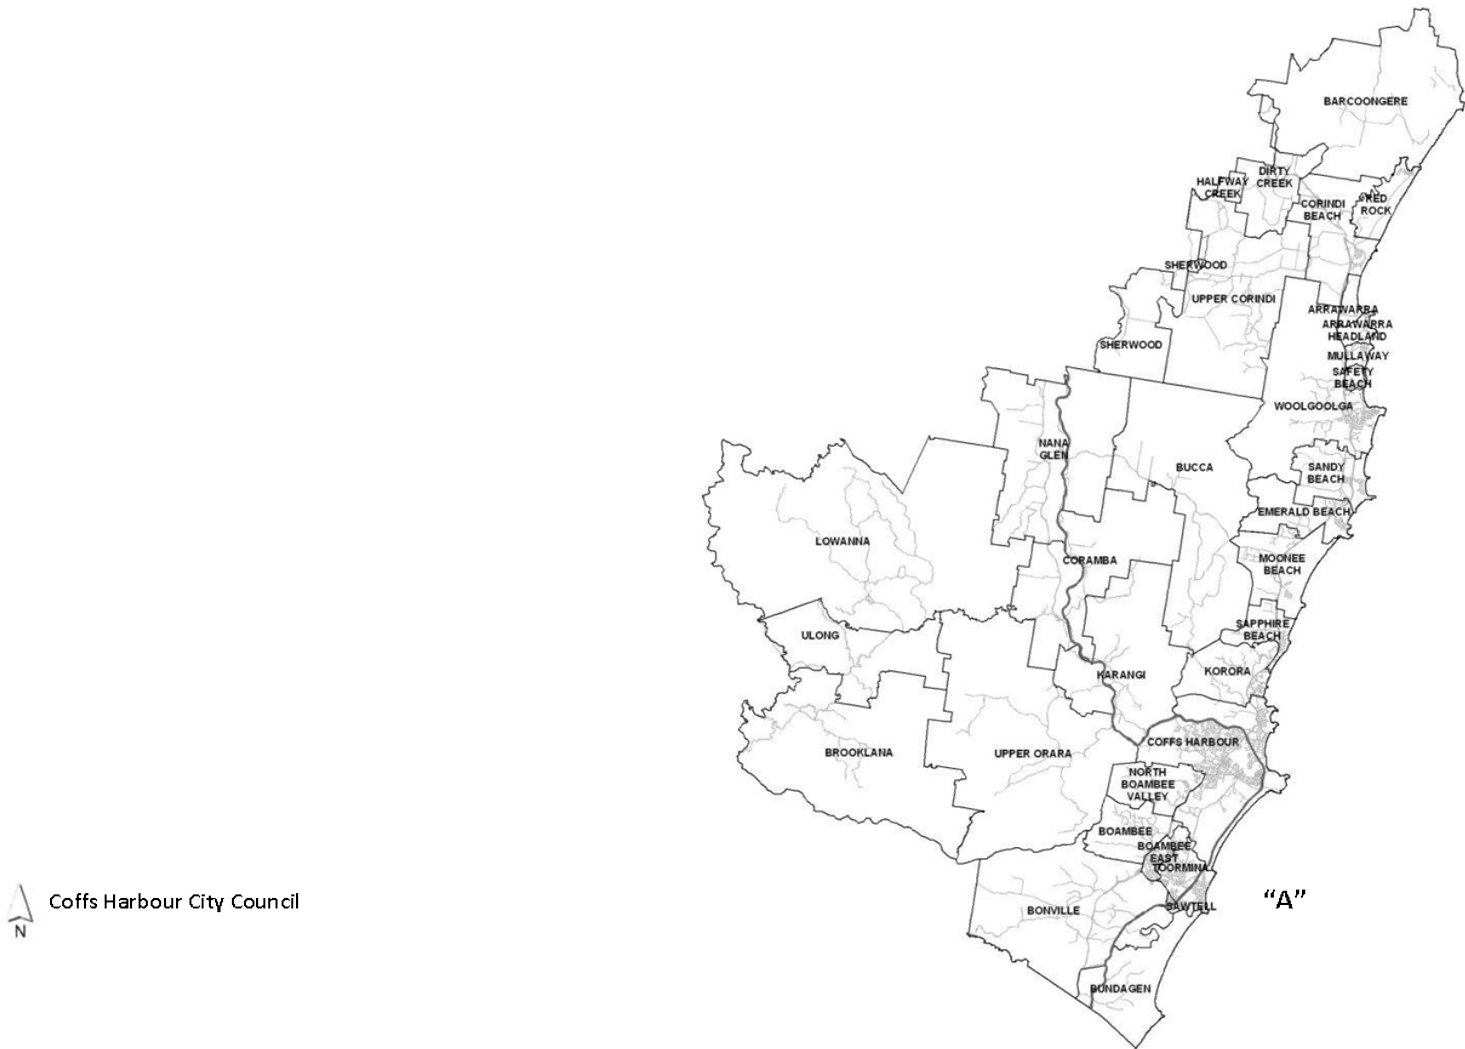 BARCOONGERE
DIRTY
CREEK
HALFWAY
CREEK
CORINDI
BEACH
RED
ROCK
SHERWOOD
UPPER CORINDI
ARRAWARRA
ARRAWARRA
HEADLAND
SHERWOOD
MULLAWAY
SAFETY
BEACH
WOOLGOOLGA
NANA
GLEN
BUCCA
SANDY
BEACH
EMERALD BEACH
LOWANNA
CORAMBA
MOONEE
BEACH
ULONG
SAPPHIRE
BEACH
KARANGI
KORORA
BROOKLANA
UPPER ORARA
COFFS HARBOUR
NORTH
BOAMBEE
VALLEY
BOAMBEE
BOAMBEE
EAST
TOORMINA
Coffs Harbour City Council
BONVILLE
SAWTELL
“A”
N
BUNDAGEN